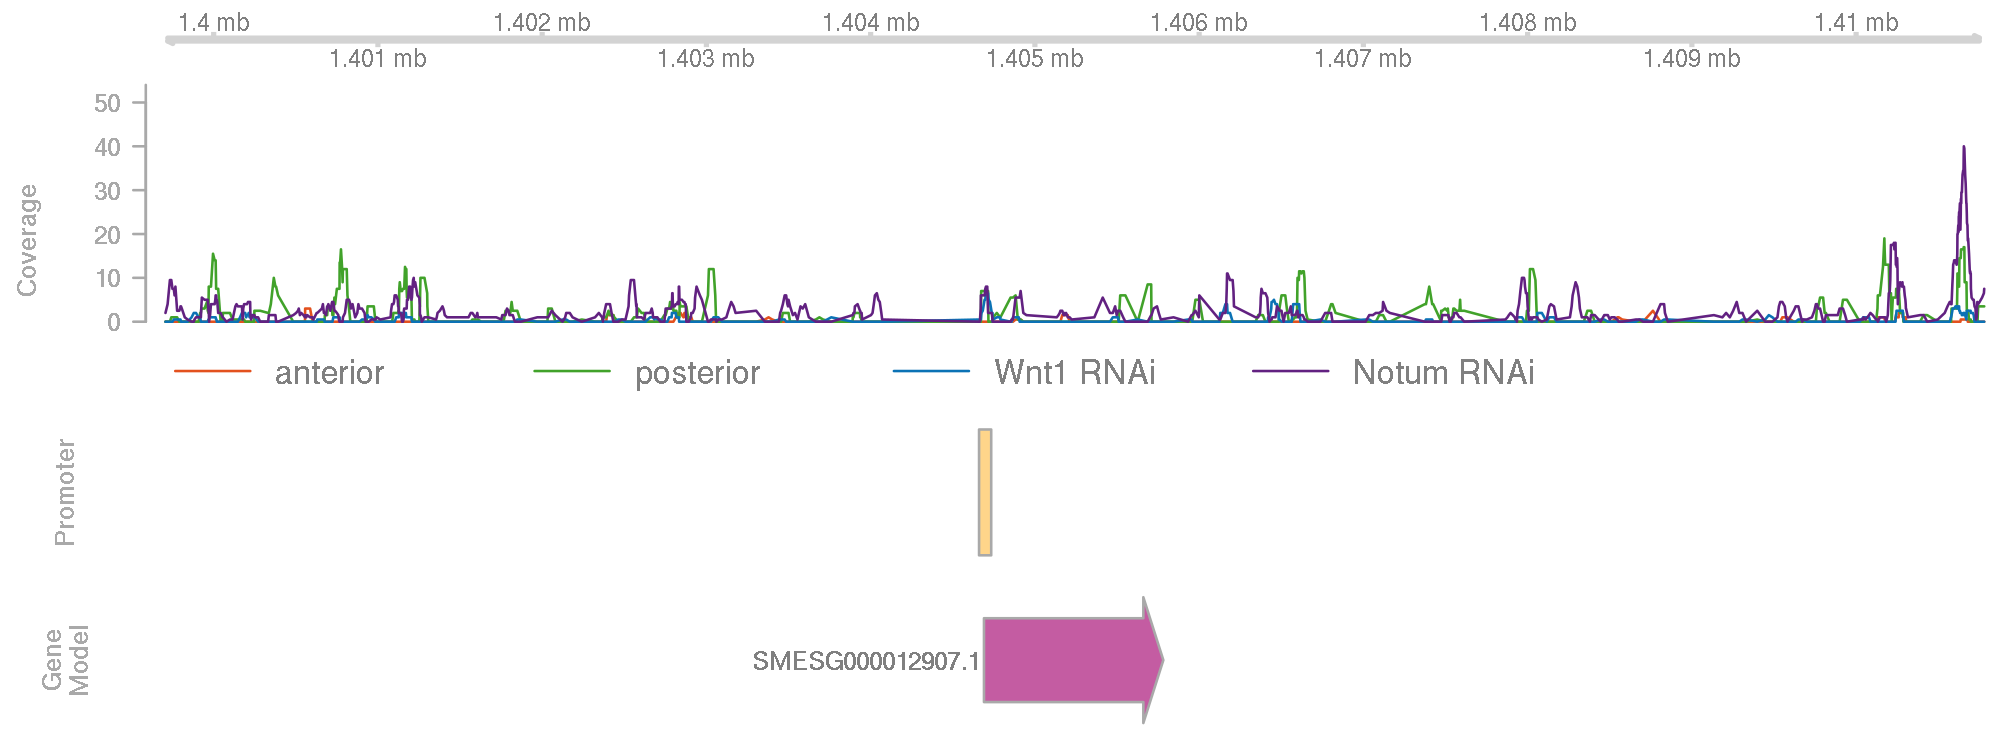 1.4 mb 1.402 mb 1.404 mb 1.406 mb 1.408 mb 1.41 mb
1.401 mb 1.403 mb 1.405 mb 1.407 mb 1.409 mb
Coverage
50
40
30
20
10
0
anterior posterior Wnt1 RNAi Notum RNAi
Promoter
Gene
Model
SMESG000012907.1